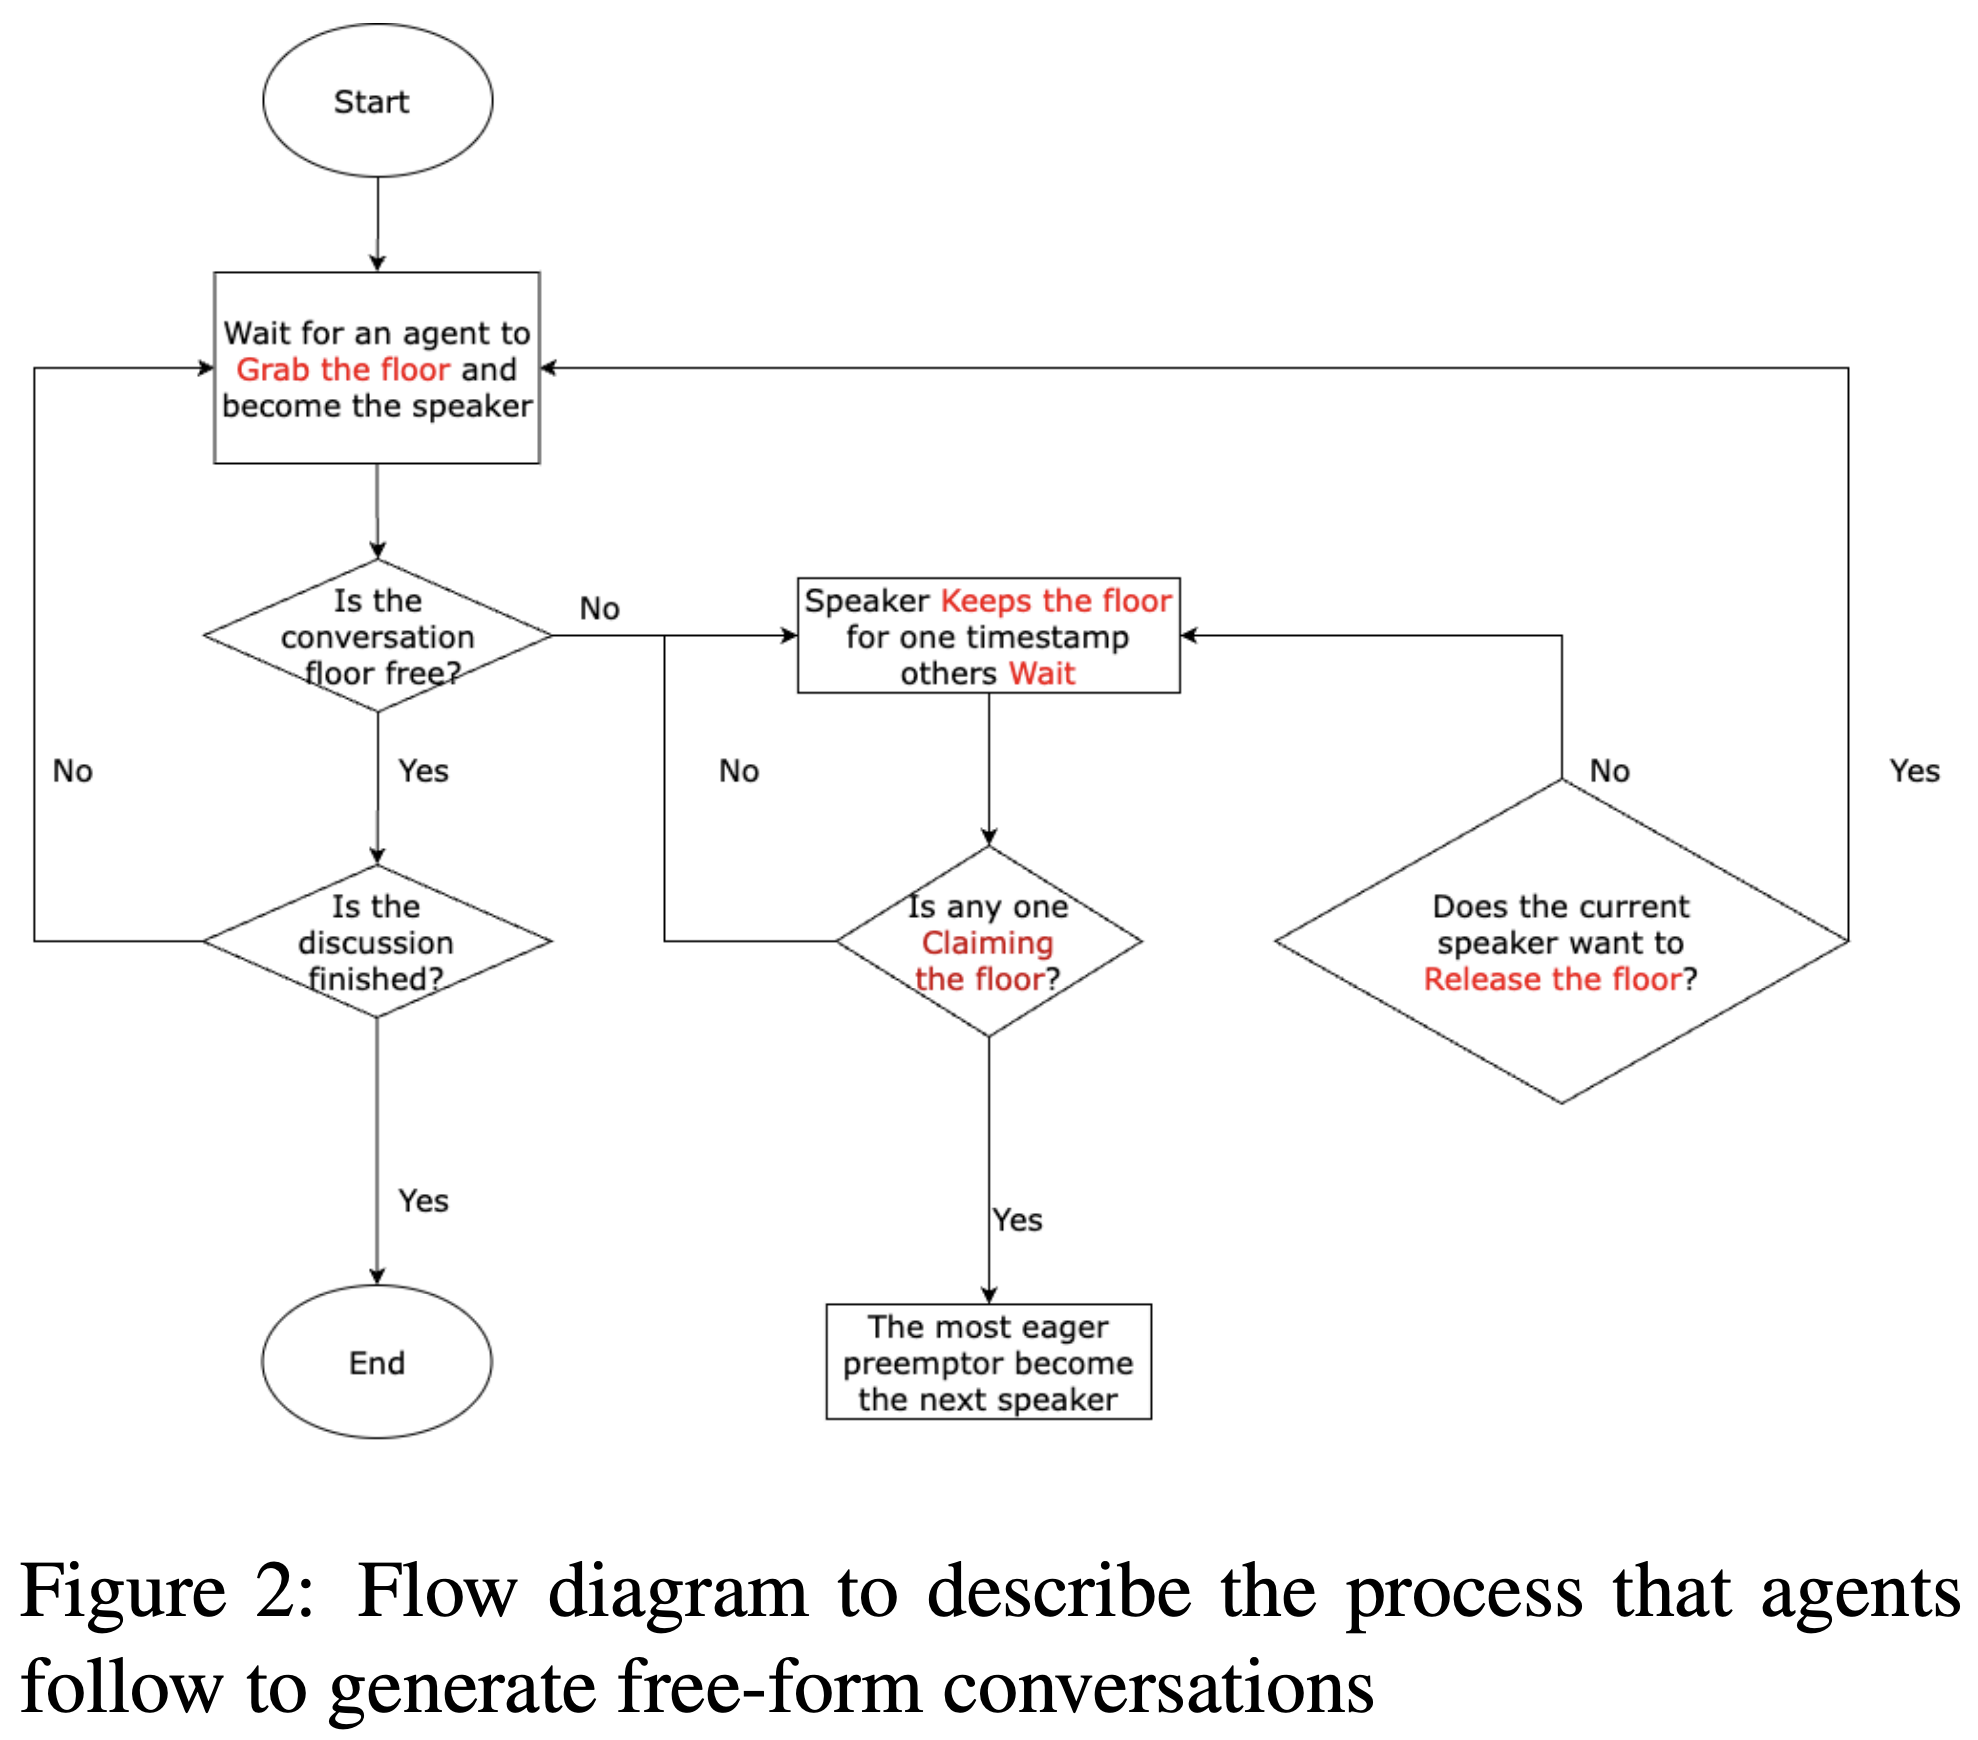 Start
Wait for an agent to
Grab the floor and
become the speaker
Is the
conversation
floor free?
No
Speaker Keeps the floor
for one timestamp
others Wait
No
Yes
No
No
Yes
Is the
discussion
finished?
Is any one
Claiming
the floor?
Does the current
speaker want to
Release the floor?
Yes
Yes
End
The most eager
preemptor become
the next speaker
Figure 2: Flow diagram to describe the process that agents
follow to generate free-form conversations